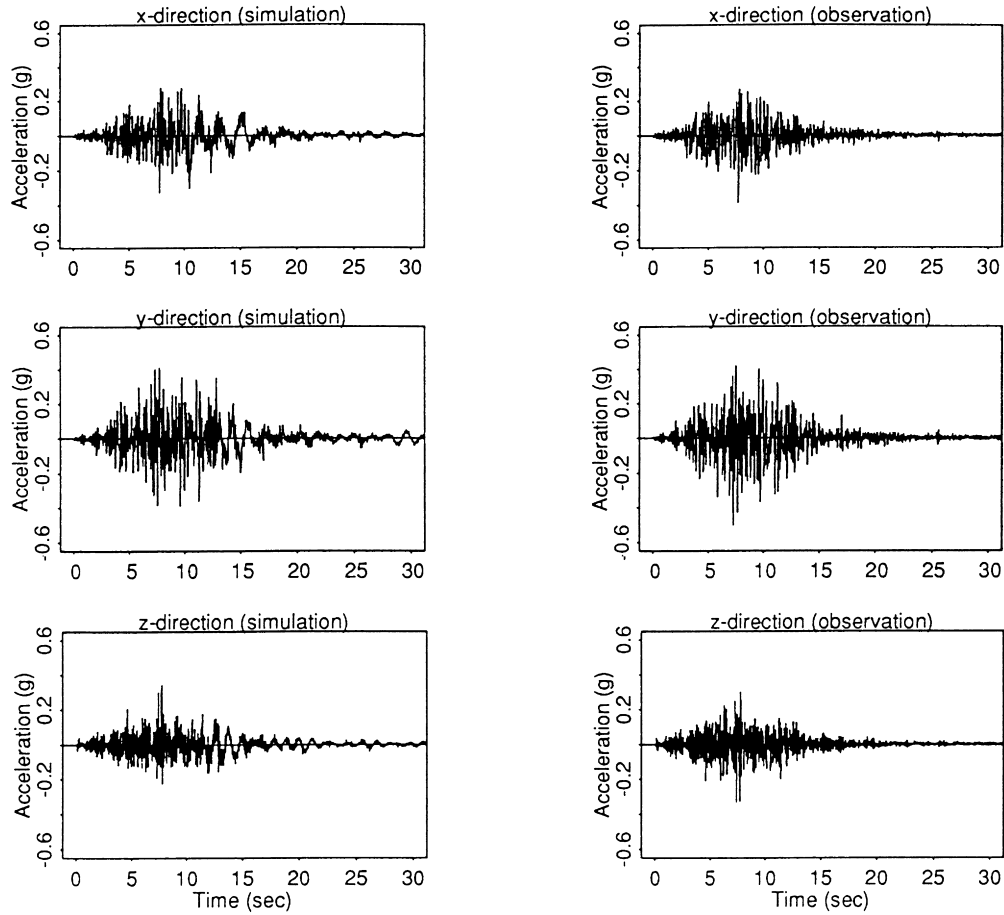 x-direction (simulation)
Acceleration (g)
0.6
0.2
-0.2
-0.6
0 5 10 15 20 25 30
x-direction (observation)
Acceleration (g)
0.6
0.2
-0.2
-0.6
0 5 10 15 20 25 30
y-direction (simulation)
Acceleration (g)
0.6
0.2
-0.2
-0.6
0 5 10 15 20 25 30
y-direction (observation)
Acceleration (g)
0.6
0.2
-0.2
-0.6
0 5 10 15 20 25 30
z-direction (simulation)
Acceleration (g)
0.6
0.2
-0.2
-0.6
0 5 10 15 20 25 30
Time (sec)
z-direction (observation)
Acceleration (g)
0.6
0.2
-0.2
-0.6
0 5 10 15 20 25 30
Time (sec)